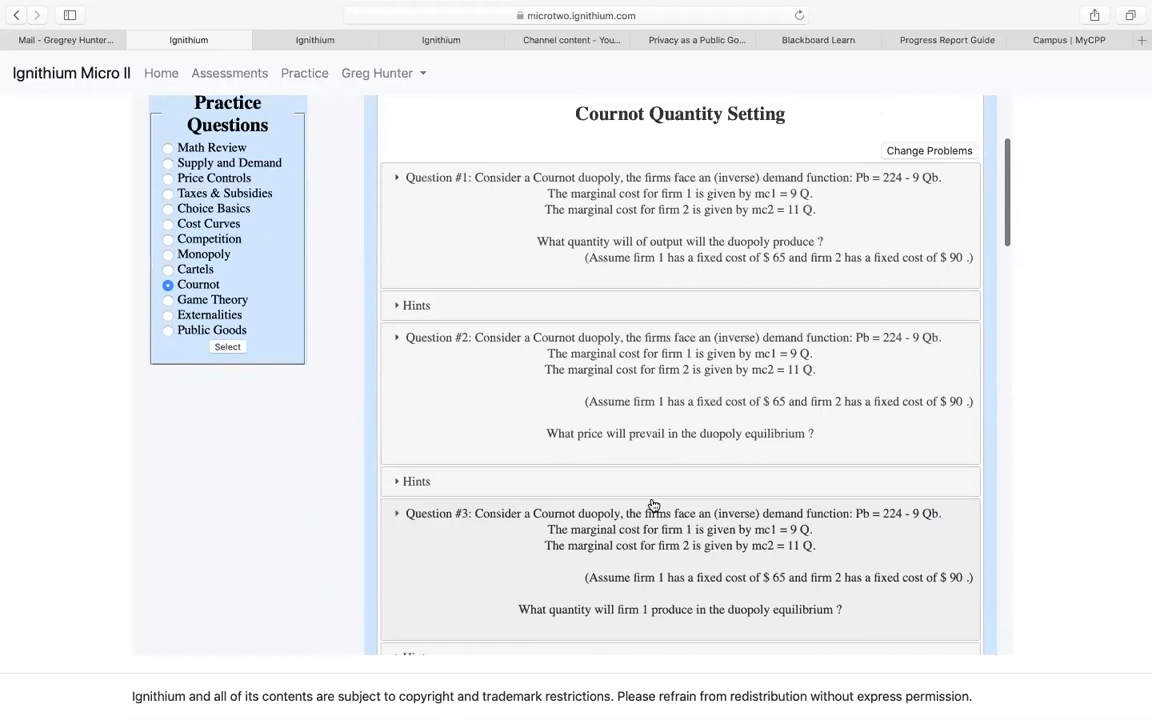 microtwo.ignithium.com
Mail - Gregrey Hunter...
Ignithium
Ignithium
Ignithium
Channel content - You...
Privacy as a Public Go...
Blackboard Learn
Progress Report Guide
Campus | MyCPP
Ignithium Micro II
Home
Assessments
Practice
Greg Hunter
Practice
Questions
Math Review
Supply and Demand
Price Controls
Taxes & Subsidies
Choice Basics
Cost Curves
Competition
Monopoly
Cartels
Cournot
Game Theory
Externalities
Public Goods
Select
Cournot Quantity Setting
Change Problems
Question #1: Consider a Cournot duopoly, the firms face an (inverse) demand function: Pb = 224 - 9 Qb.
The marginal cost for firm 1 is given by mc1 = 9 Q.
The marginal cost for firm 2 is given by mc2 = 11 Q.
What quantity will of output will the duopoly produce ?
(Assume firm 1 has a fixed cost of $ 65 and firm 2 has a fixed cost of $ 90 .)
Hints
Question #2: Consider a Cournot duopoly, the firms face an (inverse) demand function: Pb = 224 - 9 Qb.
The marginal cost for firm 1 is given by mc1 = 9 Q.
The marginal cost for firm 2 is given by mc2 = 11 Q.
(Assume firm 1 has a fixed cost of $ 65 and firm 2 has a fixed cost of $ 90 .)
What price will prevail in the duopoly equilibrium ?
Hints
Question #3: Consider a Cournot duopoly, the firms face an (inverse) demand function: Pb = 224 - 9 Qb.
The marginal cost for firm 1 is given by mc1 = 9 Q.
The marginal cost for firm 2 is given by mc2 = 11 Q.
(Assume firm 1 has a fixed cost of $ 65 and firm 2 has a fixed cost of $ 90 .)
What quantity will firm 1 produce in the duopoly equilibrium ?
Ignithium and all of its contents are subject to copyright and trademark restrictions. Please refrain from redistribution without express permission.